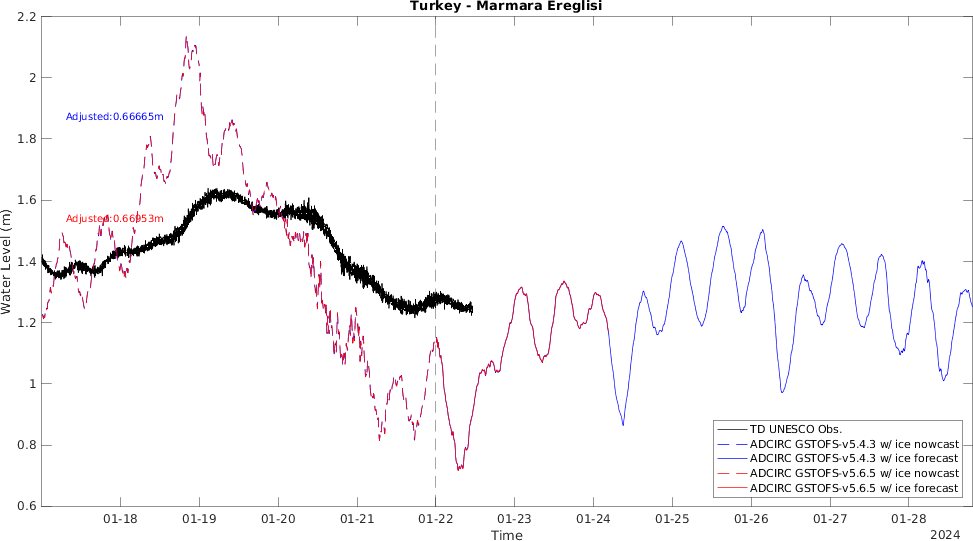 Turkey - Marmara Ereglisi
2.2
2
1.8
1.6
1.4
1.2
1
0.8
0.6
Water Level (m)
Adjusted:0.66665m
Adjusted:0.66953m
TD UNESCO Obs.
ADCIRC GSTOFS-v5.4.3 w/ ice nowcast
ADCIRC GSTOFS-v5.4.3 w/ ice forecast
ADCIRC GSTOFS-v5.6.5 w/ ice nowcast
ADCIRC GSTOFS-v5.6.5 w/ ice forecast
01-18 01-19 01-20 01-21 01-22 01-23 01-24 01-25 01-26 01-27 01-28
Time
2024